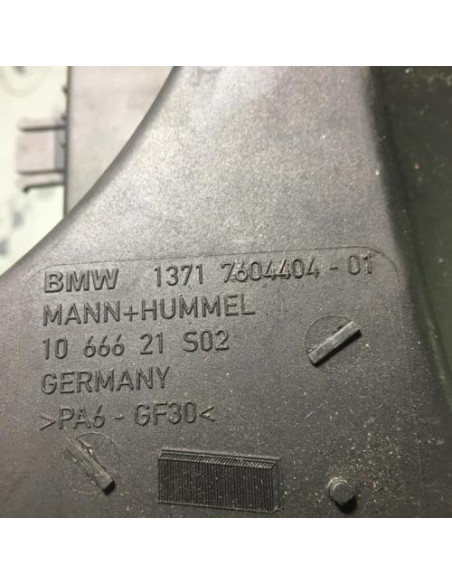 BMW 1371 7604404-01
MANN+HUMMEL
10 666 21 S02
GERMANY
>PA6-GF30<